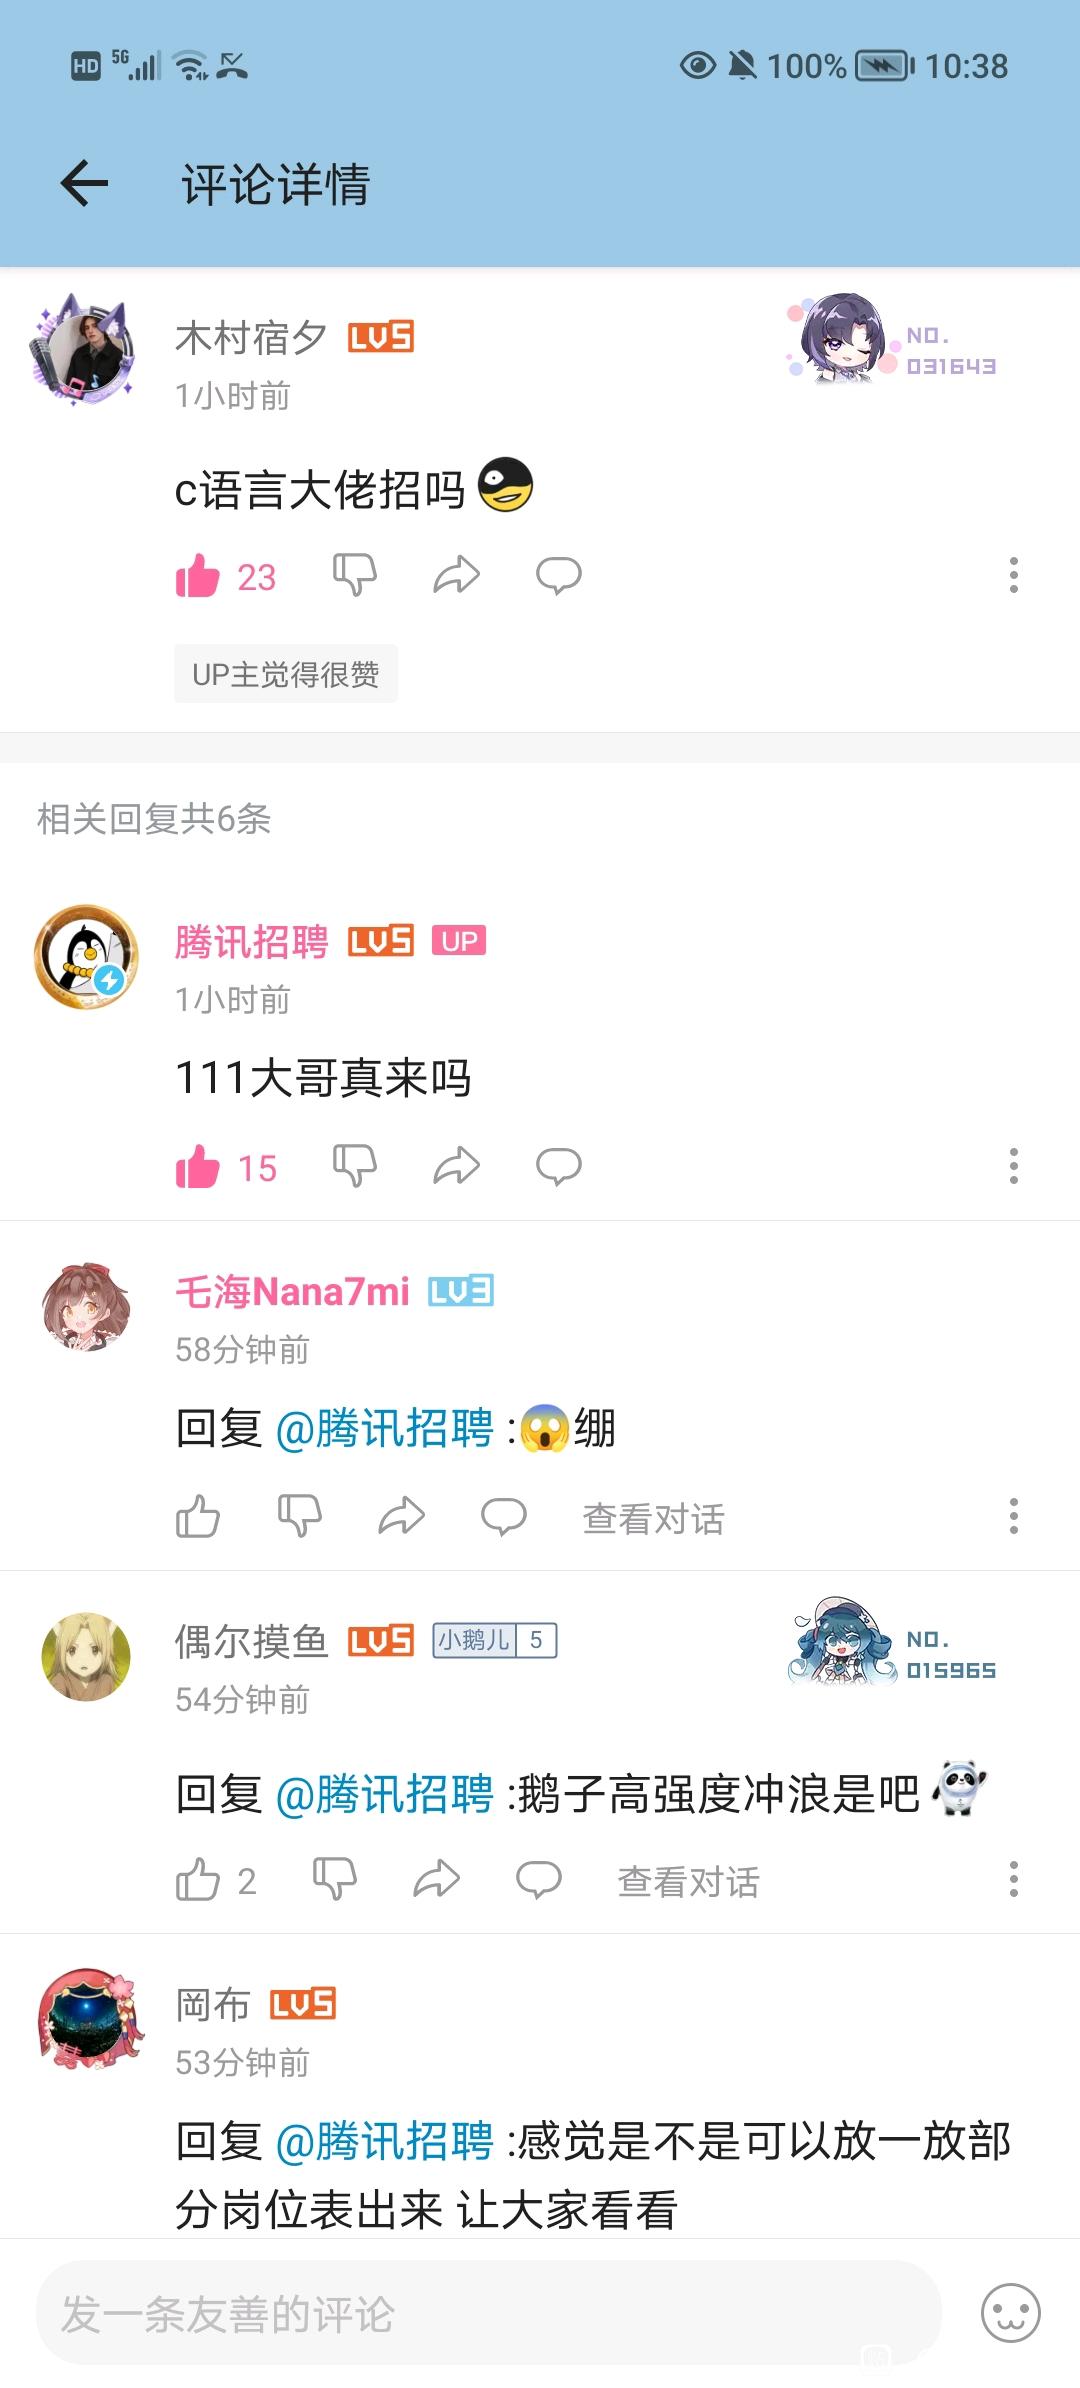 HD 5G 100% 10:38
评论详情
木村宿夕 LV5
NO.
031643
1小时前
c语言大佬招吗
23
UP主觉得很赞
相关回复共6条
腾讯招聘 LV5 UP
1小时前
111大哥真来吗
15
乇海Nana7mi LV3
58分钟前
回复 @腾讯招聘 :😱绷
查看对话
偶尔摸鱼 LV5 小鹅儿 5
NO.
015965
54分钟前
回复 @腾讯招聘 :鹅子高强度冲浪是吧
2 查看对话
岡布 LV5
53分钟前
回复 @腾讯招聘 :感觉是不是可以放一放部
分岗位表出来 让大家看看
发一条友善的评论